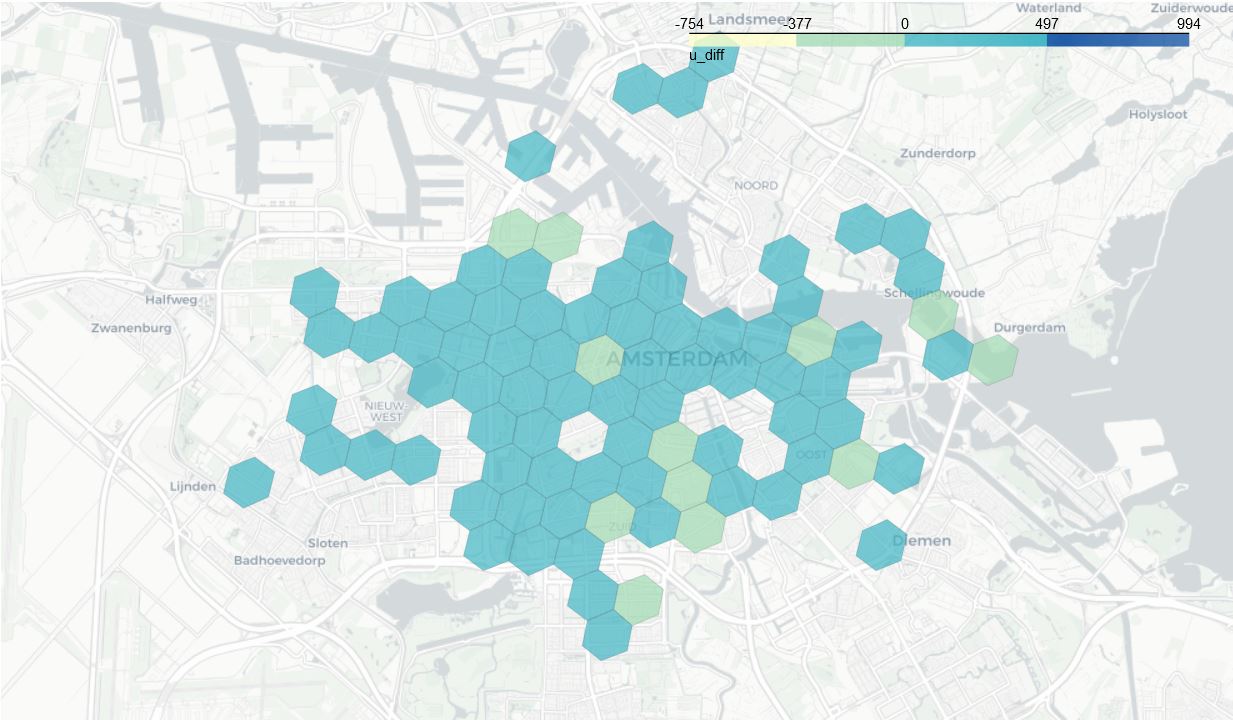 Waterland
Zuiderwoude
-754
Landsmeer
-377
0
497
994
u_diff
Holysloot
Zunderdorp
NOORD
Halfweg
Schellingwoude
Zwanenburg
Durgerdam
AMSTERDAM
NIEUW-
WEST
OOST
Lijnden
ZUID
Sloten
Diemen
Badhoevedorp